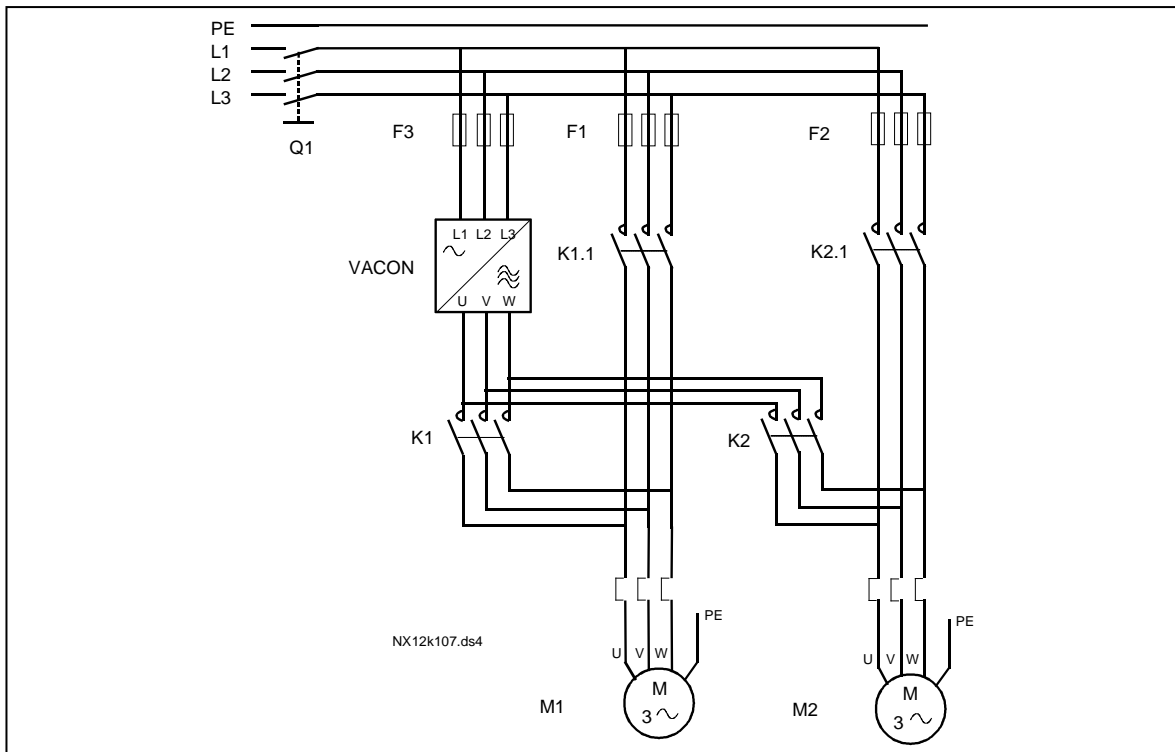 PE
L1
L2
L3
Q1
F3
F1
F2
L1 L2 L3
VACON
U V W
K1.1
K2.1
K1
K2
NX12k107.ds4
PE
PE
U V W
U V W
M1
M
3
M2
M
3